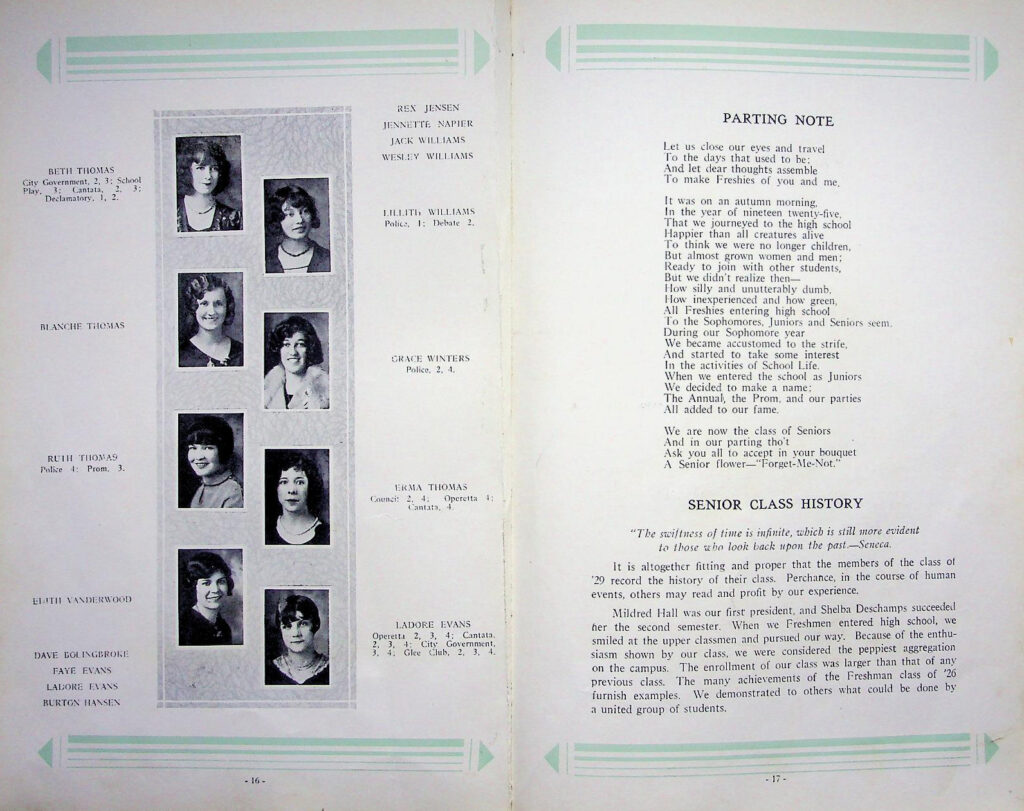 REX JENSEN
JENNETTE NAPIER
JACK WILLIAMS
WESLEY WILLIAMS
BETH THOMAS
City Government, 2, 3; School
Play, 3; Cantata, 2, 3;
Declamatory, 1, 2.
LILLITH WILLIAMS
Police, 1; Debate 2.
BLANCHE THOMAS
GRACE WINTERS
Police, 2, 4.
RUTH THOMAS
Police 4; Prom, 3.
ERMA THOMAS
Council 2, 4; Operetta 4;
Cantata, 4.
EDITH VANDERWOOD
LADORE EVANS
Operetta 2, 3, 4; Cantata,
2, 3, 4; City Government,
3, 4; Glee Club, 2, 3, 4.
DAVE BOLINGBROKE
FAYE EVANS
LADORE EVANS
BURTON HANSEN
- 16 -
PARTING NOTE
Let us close our eyes and travel
To the days that used to be;
And let dear thoughts assemble
To make Freshies of you and me.
It was on an autumn morning,
In the year of nineteen twenty-five,
That we journeyed to the high school
Happier than all creatures alive
To think we were no longer children,
But almost grown women and men;
Ready to join with other students,
But we didn't realize then—
How silly and unutterably dumb,
How inexperienced and how green,
All Freshies entering high school
To the Sophomores, Juniors and Seniors seem.
During our Sophomore year
We became accustomed to the strife,
And started to take some interest
In the activities of School Life.
When we entered the school as Juniors
We decided to make a name;
The Annual, the Prom, and our parties
All added to our fame.
We are now the class of Seniors
And in our parting tho't
Ask you all to accept in your bouquet
A Senior flower—"Forget-Me-Not."
SENIOR CLASS HISTORY
"The swiftness of time is infinite, which is still more evident
to those who look back upon the past.—Seneca.
It is altogether fitting and proper that the members of the class of
'29 record the history of their class. Perchance, in the course of human
events, others may read and profit by our experience.
Mildred Hall was our first president, and Shelba Deschamps succeeded
her the second semester. When we Freshmen entered high school, we
smiled at the upper classmen and pursued our way. Because of the enthu-
siasm shown by our class, we were considered the peppiest aggregation
on the campus. The enrollment of our class was larger than that of any
previous class. The many achievements of the Freshman class of '26
furnish examples. We demonstrated to others what could be done by
a united group of students.
- 17 -